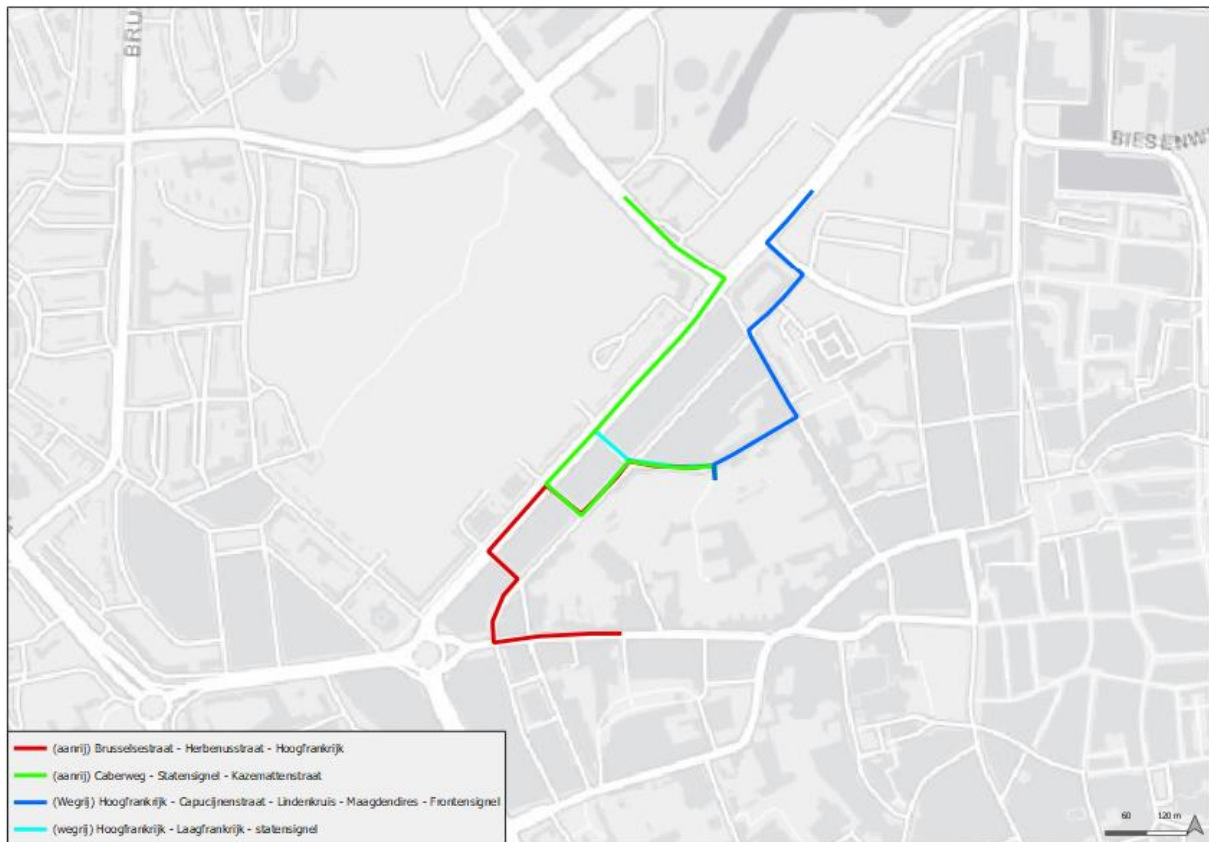 BRU
BIESENW
(aanrij) Brusselsestraat - Herbenusstraat - Hoogfrankrijk
(aanrij) Caberweg - Statensignel - Kazemattenstraat
(Wegrij) Hoogfrankrijk - Capucijnenstraat - Lindenkruis - Maagdendires - Frontensignel
(wegrij) Hoogfrankrijk - Laagfrankrijk - statensignel
60 120 m